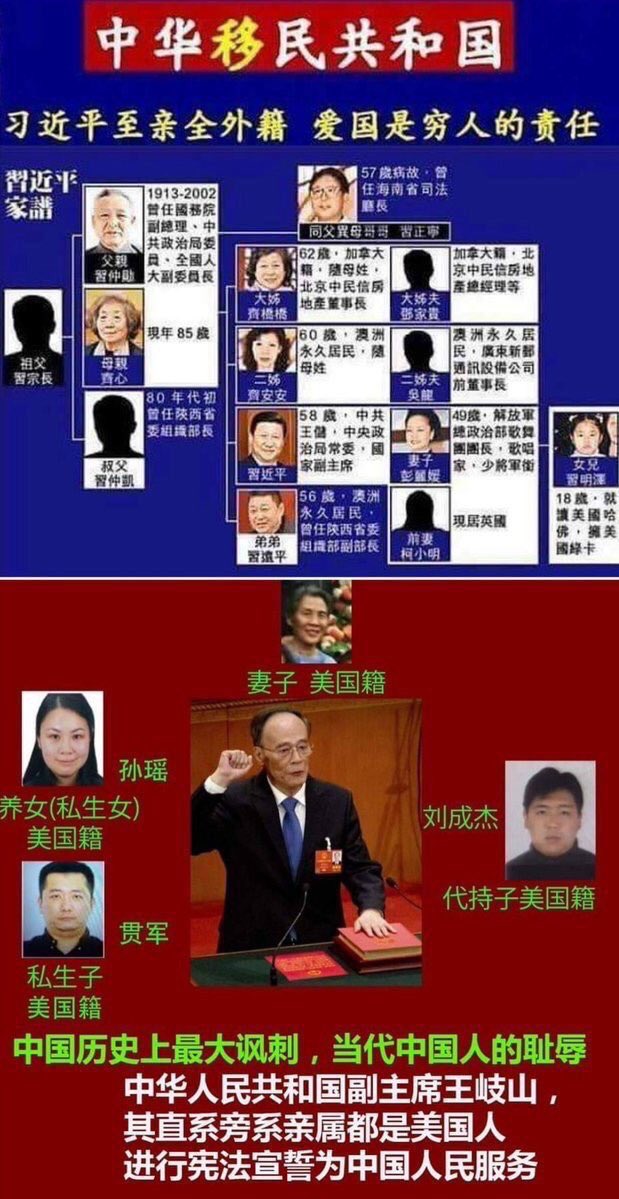 中华移民共和国
习近平至亲全外籍 爱国是穷人的责任
習近平
家譜
祖父
習宗長
父親
習仲勛
1913-2002
曾任國務院
副總理、中
共政治局委
員、全國人
大副委員長
母親
齊心
現年85歲
叔父
習仲凱
80年代初
曾任陝西省
委組織部長
57歲病故，曾
任海南省司法
廳長
同父異母哥哥 習正寧
大姊
齊橋橋
62歲，加拿大
籍，隨母姓，
北京中民信房
地產董事長
大姊夫
鄧家貴
加拿大籍，北
京中民信房地
產總經理等
二姊
齊安安
60歲，澳洲
永久居民，隨
母姓
二姊夫
吳龍
澳洲永久居
民，廣東新郵
通訊設備公司
前董事長
習近平
58歲，中共
王儲，中央政
治局常委，國
家副主席
妻子
彭麗媛
49歲，解放軍
總政治部歌舞
團團長，歌唱
家，少將軍銜
女兒
習明澤
18歲，就
讀美國哈
佛，擁美
國綠卡
弟弟
習遠平
56歲，澳洲
永久居民，
曾任陝西省委
組織部副部長
前妻
柯小明
現居英國
妻子 美国籍
孙瑶
养女(私生女)
美国籍
刘成杰
代持子美国籍
贯军
私生子
美国籍
中国历史上最大讽刺，当代中国人的耻辱
中华人民共和国副主席王岐山，
其直系旁系亲属都是美国人
进行宪法宣誓为中国人民服务